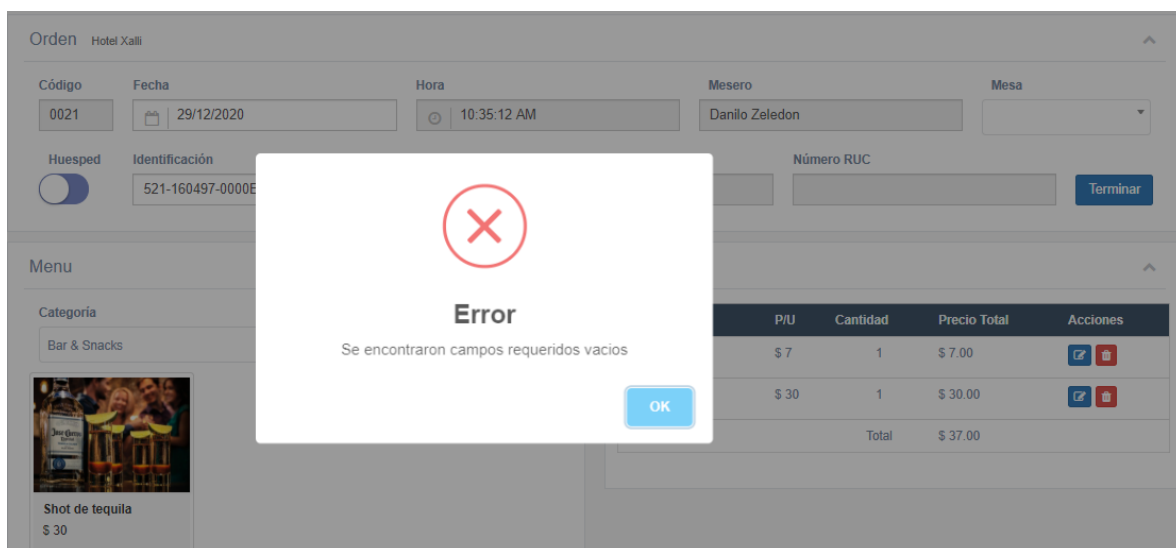 Orden Hotel Xalli
Código Fecha Hora Mesero Mesa
0021 29/12/2020 10:35:12 AM Danilo Zeledon
Huesped Identificación Número RUC
521-160497-0000E
Terminar
Error
Se encontraron campos requeridos vacios
OK
Menu
Categoría
Bar & Snacks
Jose Cuervo
Shot de tequila
$ 30
P/U Cantidad Precio Total Acciones
$ 7 1 $ 7.00
$ 30 1 $ 30.00
Total $ 37.00